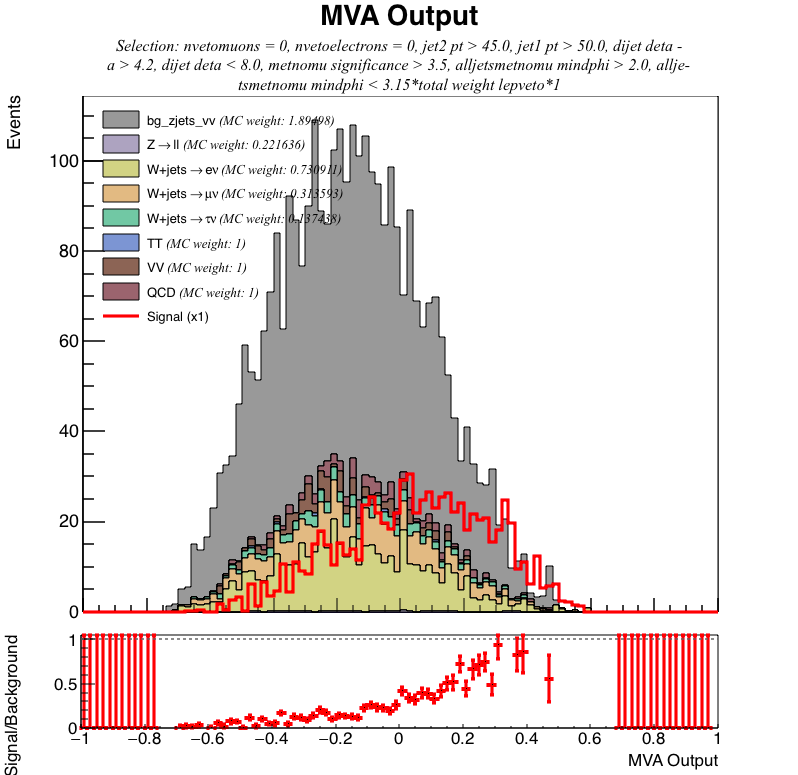 MVA Output
Selection: nvetomuons = 0, nvetoelectrons = 0, jet2 pt > 45.0, jet1 pt > 50.0, dijet deta -
a > 4.2, dijet deta < 8.0, metnomu significance > 3.5, alljetsmetnomu mindphi > 2.0, allje-
tsmetnomu mindphi < 3.15*total weight lepveto*1
Events
100
80
60
40
20
0
bg_zjets_vv (MC weight: 1.89498)
Z→ll (MC weight: 0.221636)
W+jets→eν (MC weight: 0.730911)
W+jets→μν (MC weight: 0.313593)
W+jets→τν (MC weight: 0.137438)
TT (MC weight: 1)
VV (MC weight: 1)
QCD (MC weight: 1)
Signal (x1)
Signal/Background
1
0.5
0
−1 −0.8 −0.6 −0.4 −0.2 0 0.2 0.4 0.6 0.8 1
MVA Output